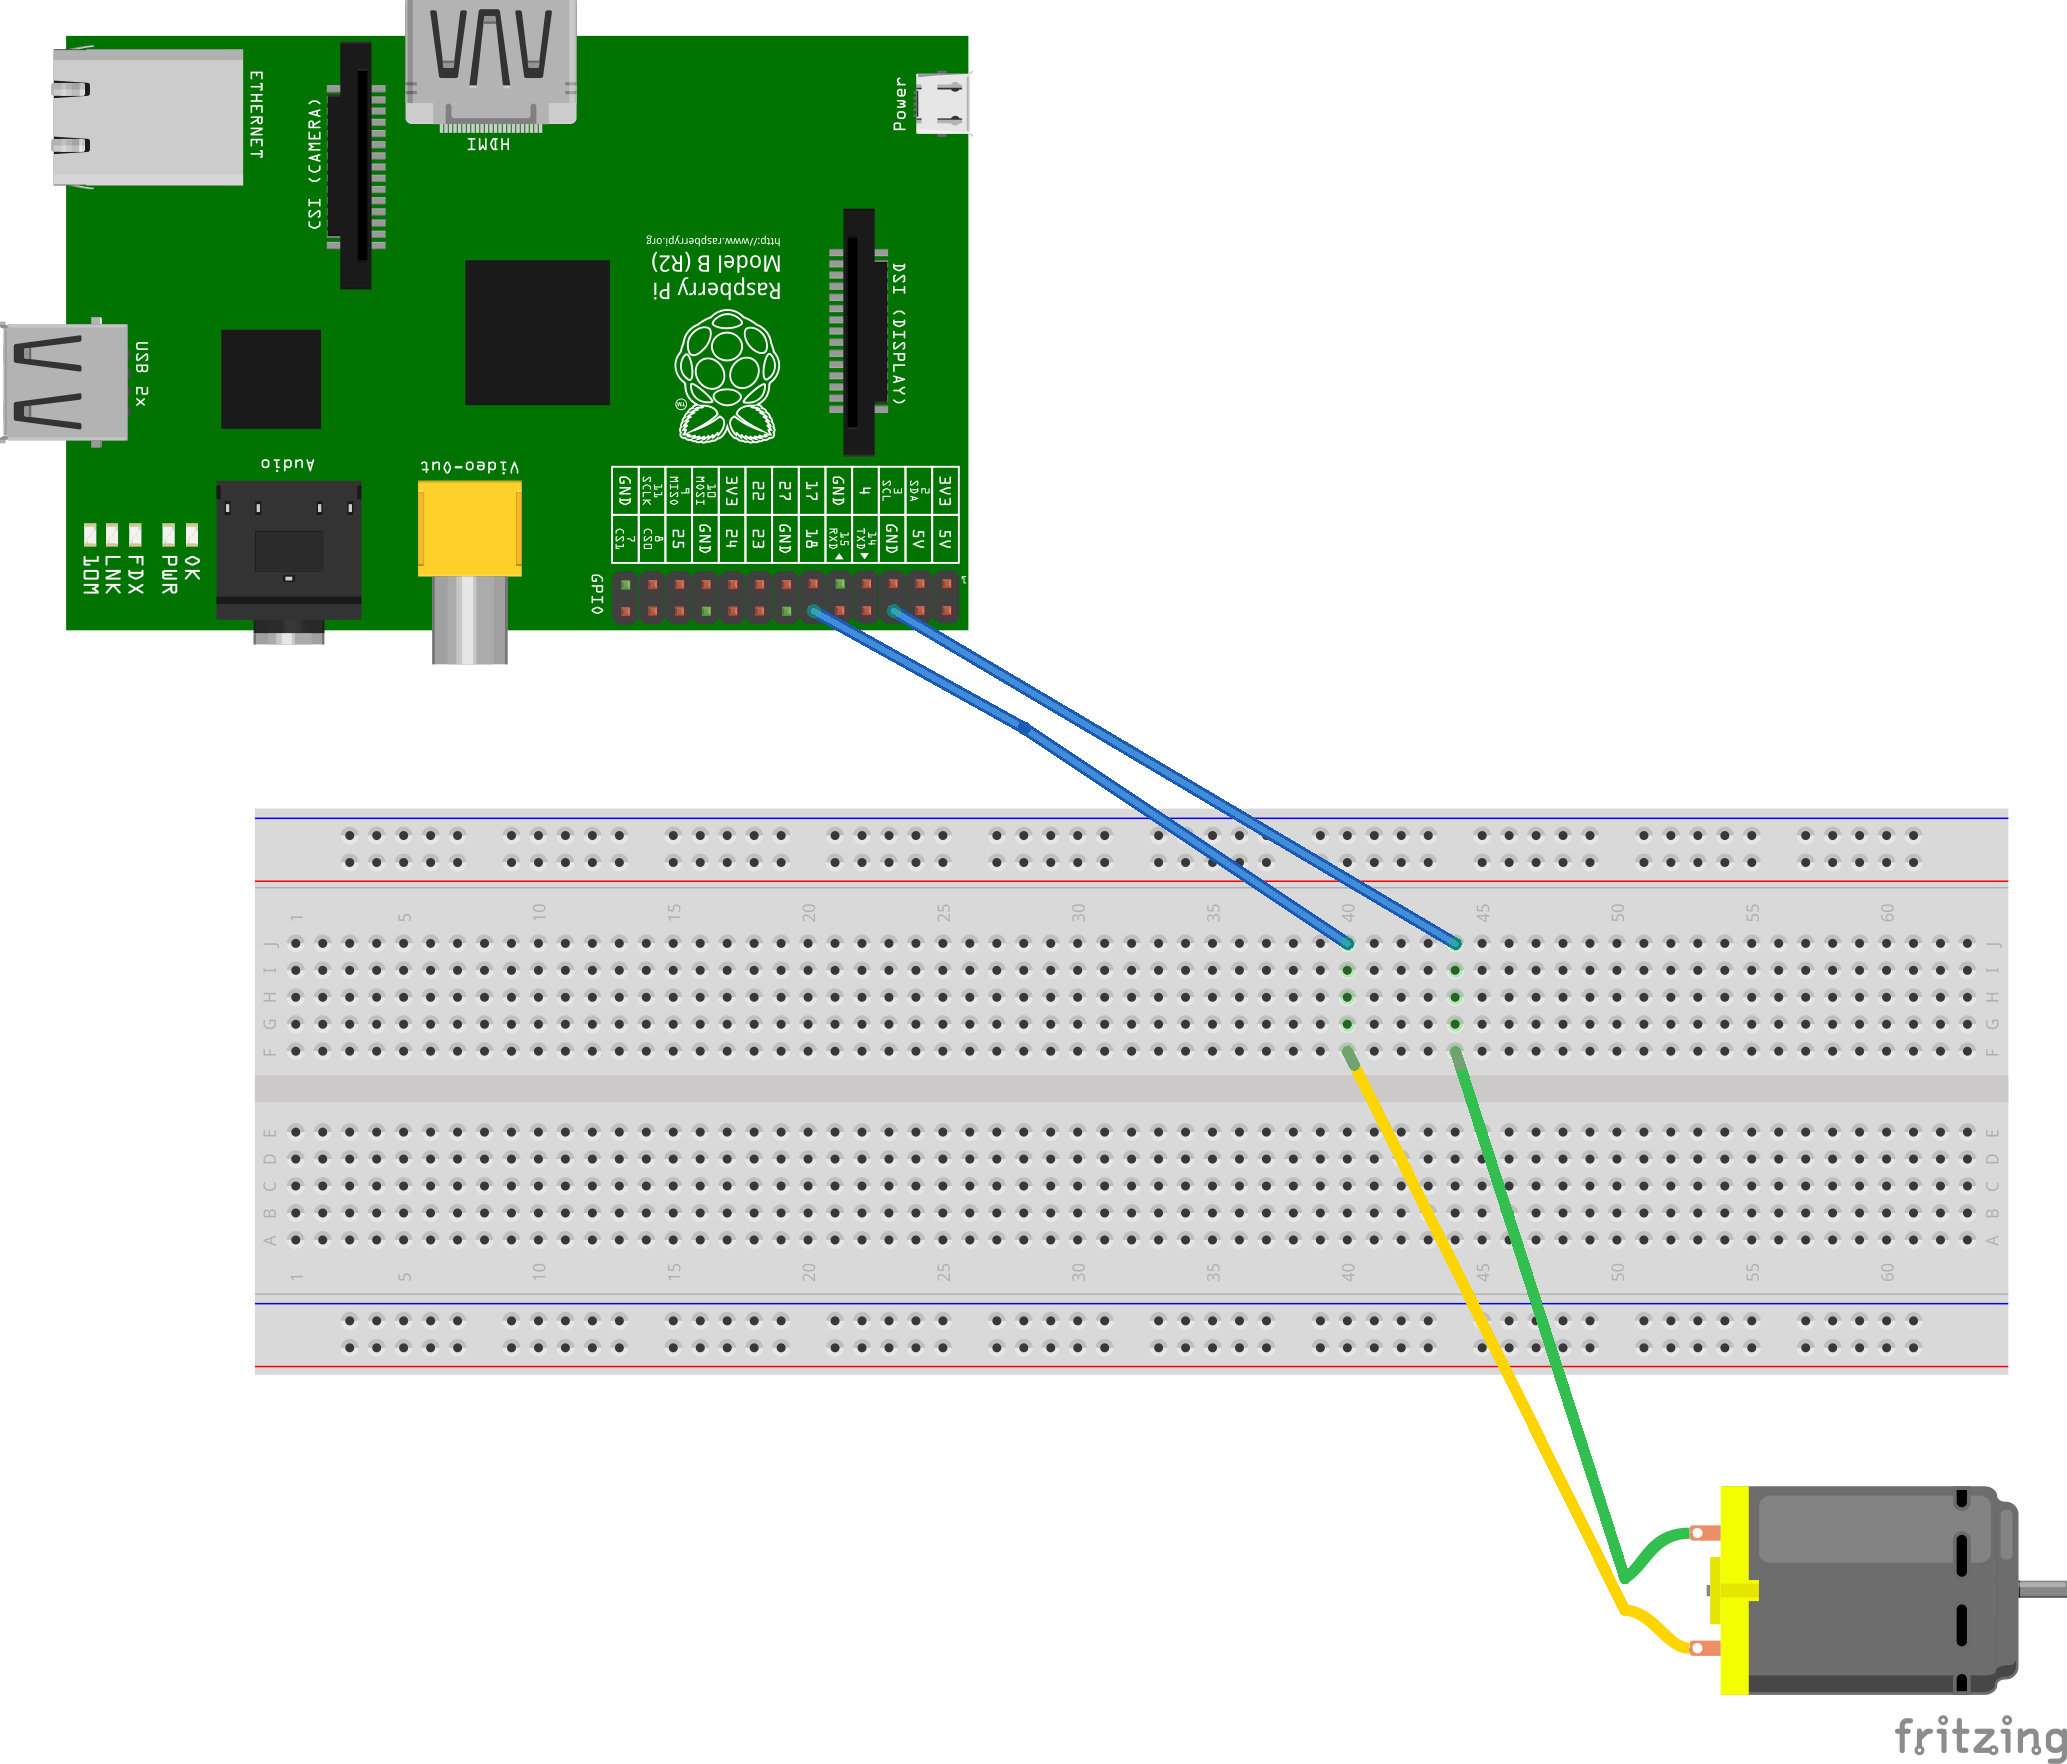 ETHERNET
CSI (CAMERA)
HDMI
Power
http://www.raspberrypi.org
Raspberry Pi
Model B (R2)
DSI (DISPLAY)
USB 2x
TM
Audio
Video-Out
GND
11 SCLK
9 MISO
10 MOSI
3V3
22
27
17
GND
4
3 SCL
2 SDA
3V3
7 CS1
8 CS0
25
GND
24
23
GND
18
15 RXD
14 TXD
GND
5V
5V
1
10M
LNK
FDX
PWR
OK
GPIO
1 5 10 15 20 25 30 35 40 45 50 55 60
J J
I I
H H
G G
F F
E E
D D
C C
B B
A A
1 5 10 15 20 25 30 35 40 45 50 55 60
fritzing